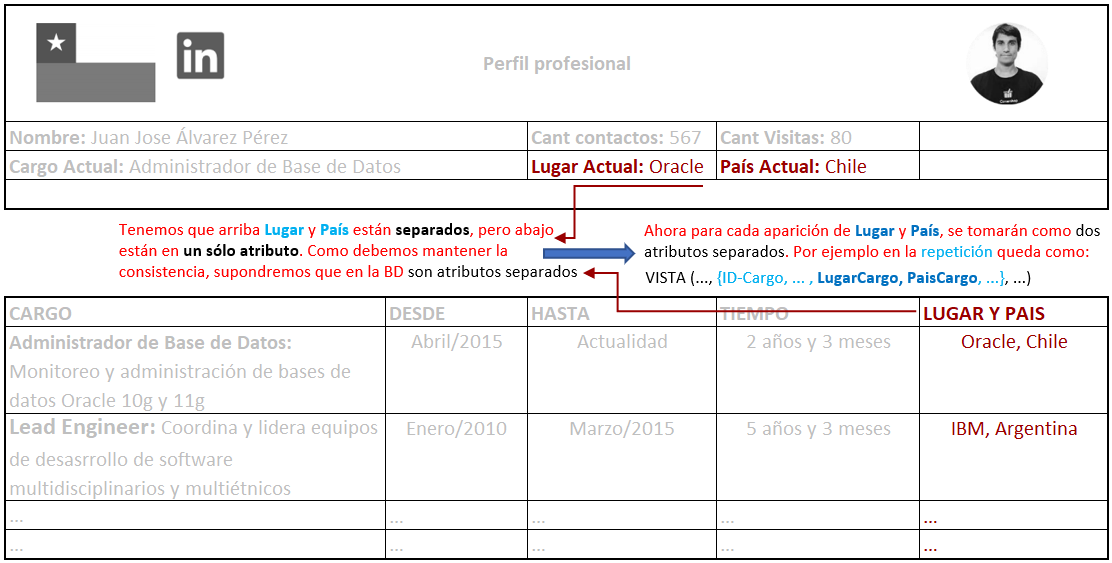 in
Perfil profesional
Nombre: Juan Jose Álvarez Pérez
Cant contactos: 567
Cant Visitas: 80
Cargo Actual: Administrador de Base de Datos
Lugar Actual: Oracle
País Actual: Chile
Tenemos que arriba Lugar y País están separados, pero abajo
están en un sólo atributo. Como debemos mantener la
consistencia, supondremos que en la BD son atributos separados
Ahora para cada aparición de Lugar y País, se tomarán como dos
atributos separados. Por ejemplo en la repetición queda como:
VISTA (..., {ID-Cargo, ... , LugarCargo, PaisCargo, ...}, ...)
CARGO
DESDE
HASTA
TIEMPO
LUGAR Y PAIS
Administrador de Base de Datos:
Monitoreo y administración de bases de
datos Oracle 10g y 11g
Abril/2015
Actualidad
2 años y 3 meses
Oracle, Chile
Lead Engineer: Coordina y lidera equipos
de desasrrollo de software
multidisciplinarios y multiétnicos
Enero/2010
Marzo/2015
5 años y 3 meses
IBM, Argentina
...
...
...
...
...
...
...
...
...
...